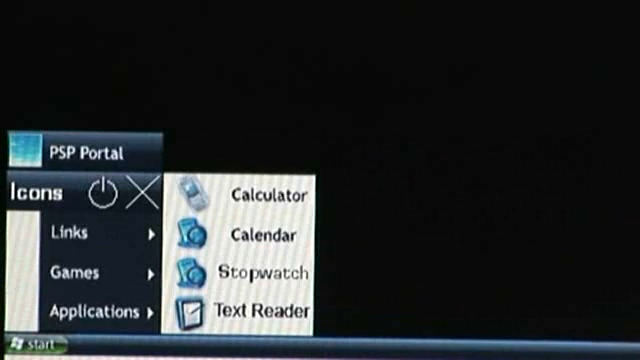 PSP Portal
Icons
Links
Games
Applications
Calculator
Calendar
Stopwatch
Text Reader
start